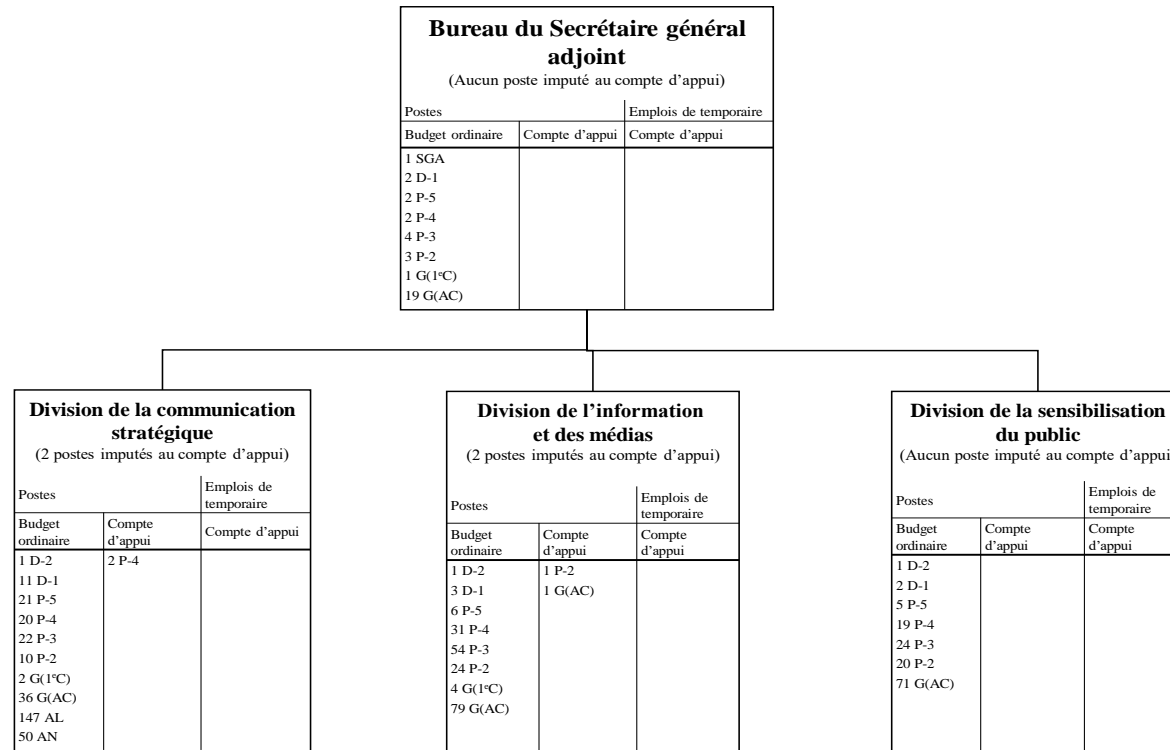 Bureau du Secrétaire général
adjoint
(Aucun poste imputé au compte d'appui)
Postes Emplois de temporaire
Budget ordinaire Compte d'appui Compte d'appui
1 SGA
2 D-1
2 P-5
2 P-4
4 P-3
3 P-2
1 G(1eC)
19 G(AC)
Division de la communication
stratégique
(2 postes imputés au compte d'appui)
Postes Emplois de
temporaire
Budget
ordinaire Compte
d'appui Compte d'appui
1 D-2 2 P-4
11 D-1
21 P-5
20 P-4
22 P-3
10 P-2
2 G(1eC)
36 G(AC)
147 AL
50 AN
Division de l'information
et des médias
(2 postes imputés au compte d'appui)
Postes Emplois de
temporaire
Budget
ordinaire Compte
d'appui Compte
d'appui
1 D-2 1 P-2
3 D-1 1 G(AC)
6 P-5
31 P-4
54 P-3
24 P-2
4 G(1eC)
79 G(AC)
Division de la sensibilisation
du public
(Aucun poste imputé au compte d'appui
Postes Emplois de
temporaire
Budget
ordinaire Compte
d'appui Compte
d'appui
1 D-2
2 D-1
5 P-5
19 P-4
24 P-3
20 P-2
71 G(AC)